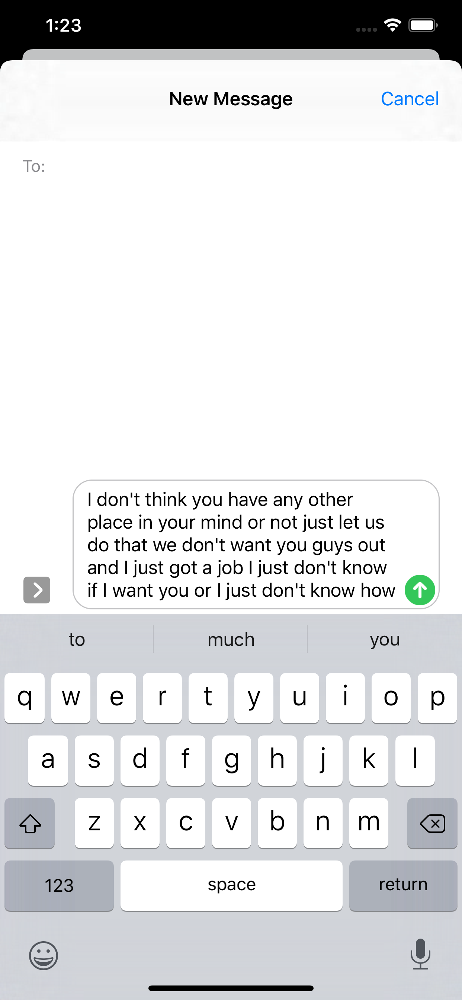 1:23
New Message
Cancel
To:
I don't think you have any other
place in your mind or not just let us
do that we don't want you guys out
and I just got a job I just don't know
if I want you or I just don't know how
to much you
q w e r t y u i o p
a s d f g h j k l
z x c v b n m
123 space return